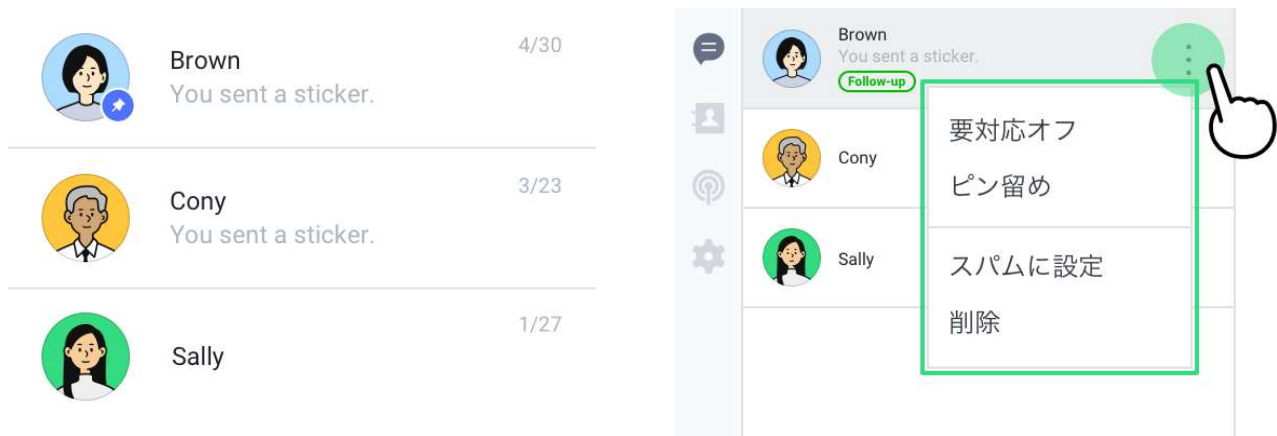 Brown
4/30
You sent a sticker.
Cony
3/23
You sent a sticker.
Sally
1/27
Brown
You sent a sticker.
Follow-up
Cony
Sally
要対応オフ
ピン留め
スパムに設定
削除